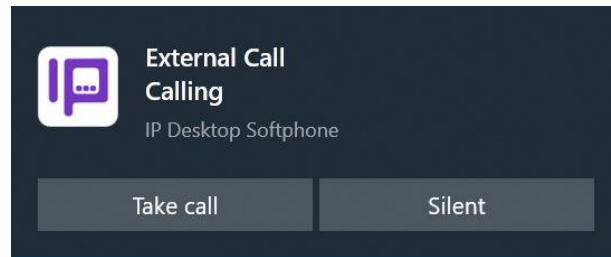 External Call
Calling
IP Desktop Softphone
Take call
Silent